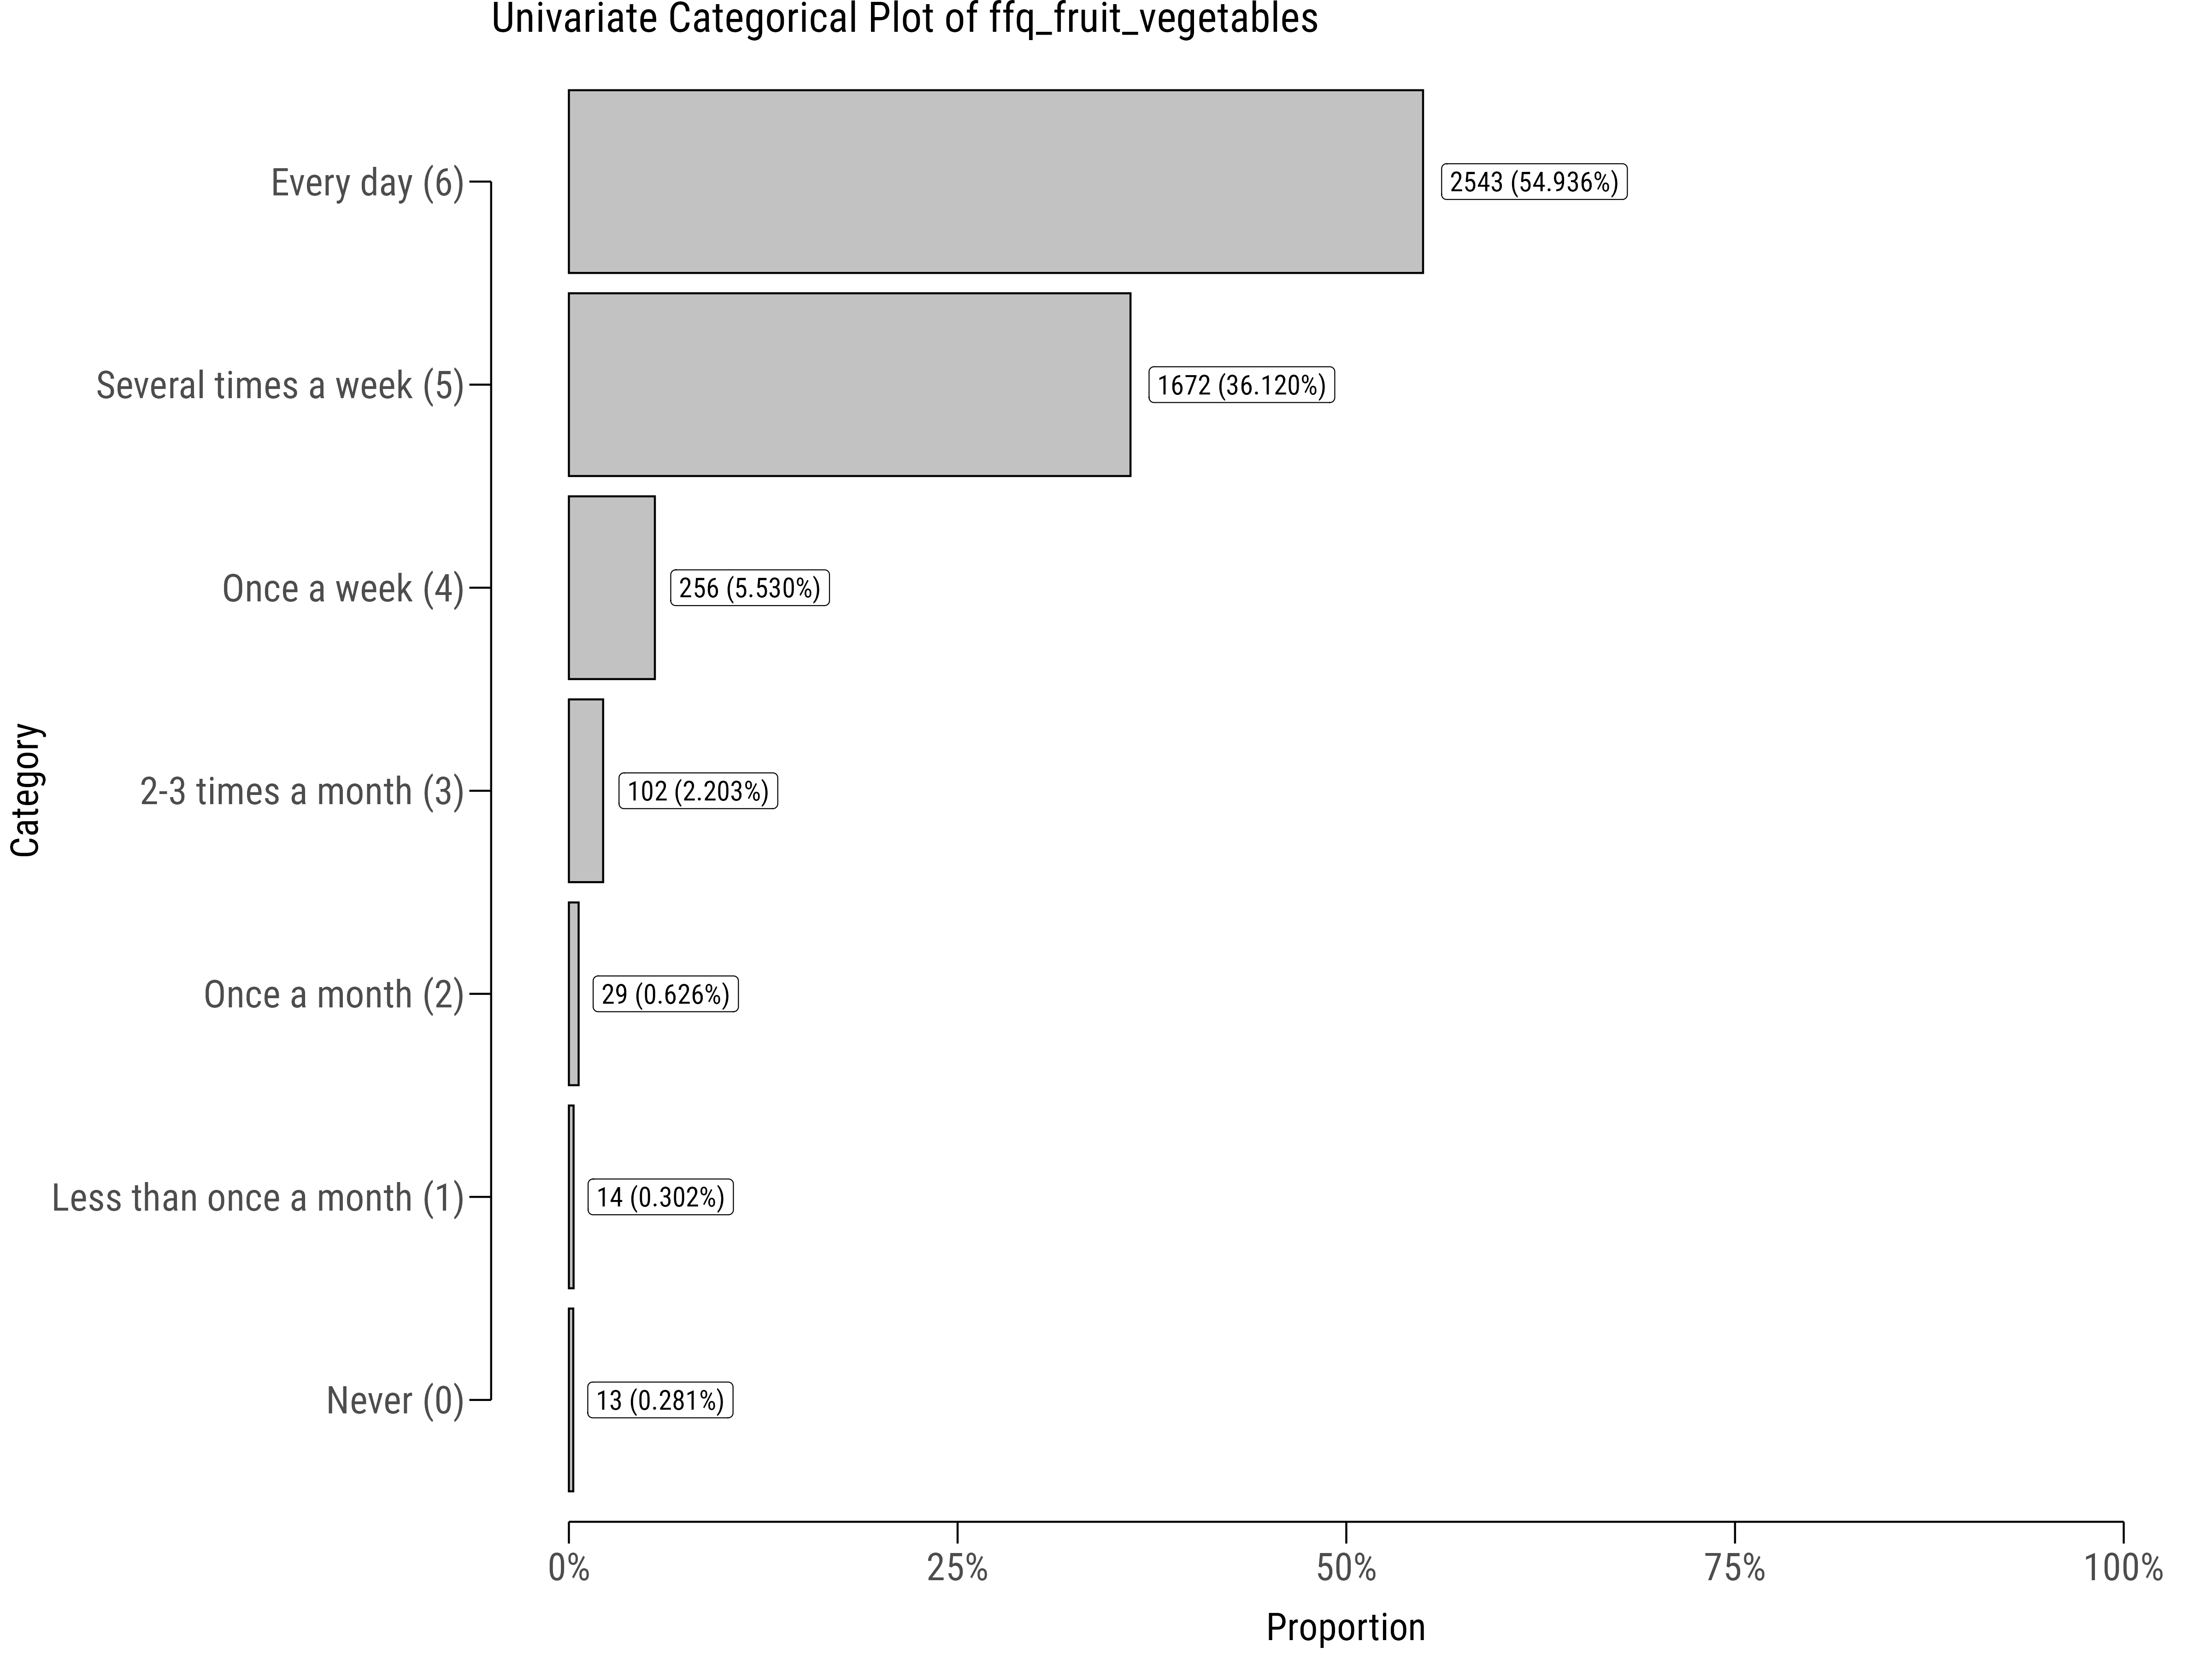 Univariate Categorical Plot of ffq_fruit_vegetables
Every day (6)
2543 (54.936%)
Several times a week (5)
1672 (36.120%)
Once a week (4)
256 (5.530%)
2-3 times a month (3)
102 (2.203%)
Once a month (2)
29 (0.626%)
Less than once a month (1)
14 (0.302%)
Never (0)
13 (0.281%)
Category
0% 25% 50% 75% 100%
Proportion